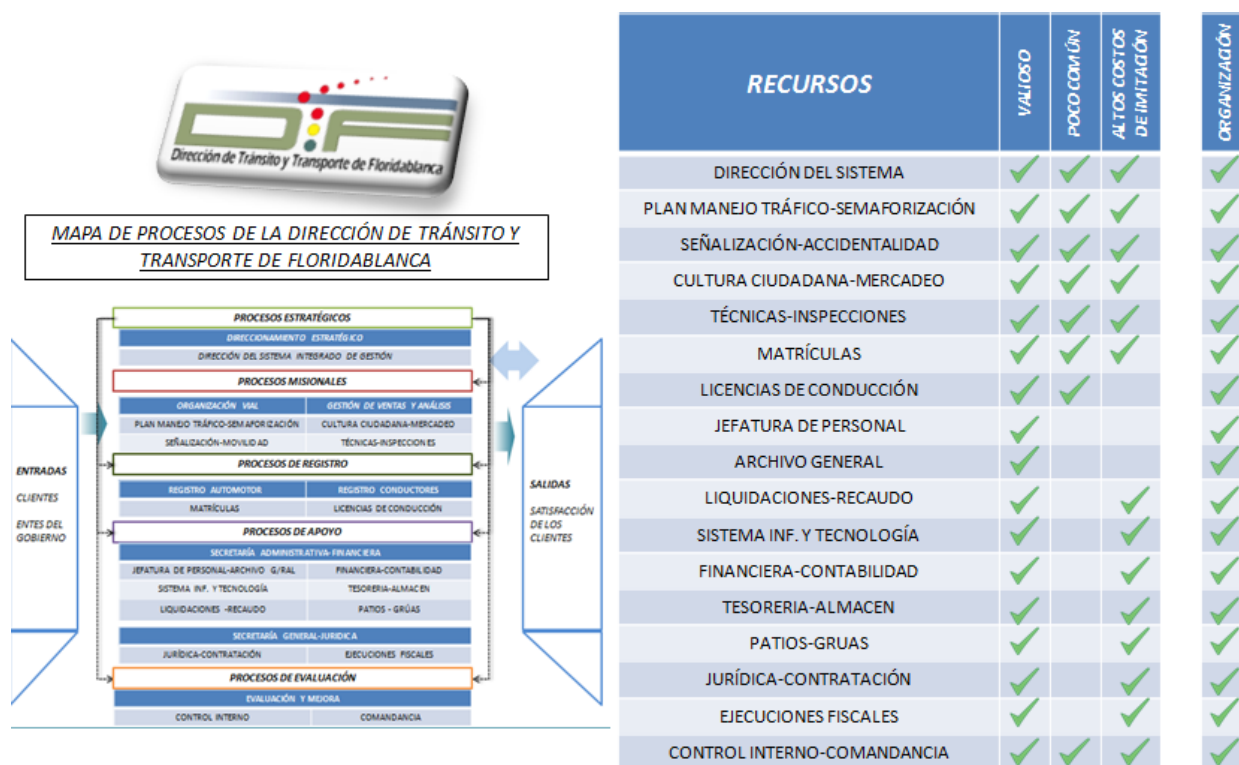 Dirección de Tránsito y Transporte de Floridablanca
MAPA DE PROCESOS DE LA DIRECCIÓN DE TRÁNSITO Y
TRANSPORTE DE FLORIDABLANCA
PROCESOS ESTRATÉGICOS
DIRECCIONAMIENTO ESTRATÉGICO
DIRECCIÓN DEL SISTEMA INTEGRADO DE GESTIÓN
PROCESOS MISIONALES
ORGANIZACIÓN VIAL
GESTIÓN DE VENTAS Y ANÁLISIS
PLAN MANEJO TRÁFICO-SEMAFORIZACIÓN
CULTURA CIUDADANA-MERCADEO
SEÑALIZACIÓN-MOVILIDAD
TÉCNICAS-INSPECCIONES
PROCESOS DE REGISTRO
REGISTRO AUTOMOTOR
REGISTRO CONDUCTORES
MATRÍCULAS
LICENCIAS DE CONDUCCIÓN
PROCESOS DE APOYO
SECRETARÍA ADMINISTRATIVA-FINANCIERA
JEFATURA DE PERSONAL-ARCHIVO G/RAL
FINANCIERA-CONTABILIDAD
SISTEMA INF. Y TECNOLOGÍA
TESORERIA-ALMACEN
LIQUIDACIONES -RECAUDO
PATIOS - GRÚAS
SECRETARÍA GENERAL-JURIDICA
JURÍDICA-CONTRATACIÓN
EJECUCIONES FISCALES
PROCESOS DE EVALUACIÓN
EVALUACIÓN Y MEJORA
CONTROL INTERNO
COMANDANCIA
ENTRADAS
CLIENTES
ENTES DEL
GOBIERNO
SALIDAS
SATISFACCIÓN
DE LOS
CLIENTES
RECURSOS
VALIOSO
POCO COMÚN
ALTOS COSTOS
DE IMITACIÓN
ORGANIZACIÓN
DIRECCIÓN DEL SISTEMA
PLAN MANEJO TRÁFICO-SEMAFORIZACIÓN
SEÑALIZACIÓN-ACCIDENTALIDAD
CULTURA CIUDADANA-MERCADEO
TÉCNICAS-INSPECCIONES
MATRÍCULAS
LICENCIAS DE CONDUCCIÓN
JEFATURA DE PERSONAL
ARCHIVO GENERAL
LIQUIDACIONES-RECAUDO
SISTEMA INF. Y TECNOLOGÍA
FINANCIERA-CONTABILIDAD
TESORERIA-ALMACEN
PATIOS-GRUAS
JURÍDICA-CONTRATACIÓN
EJECUCIONES FISCALES
CONTROL INTERNO-COMANDANCIA